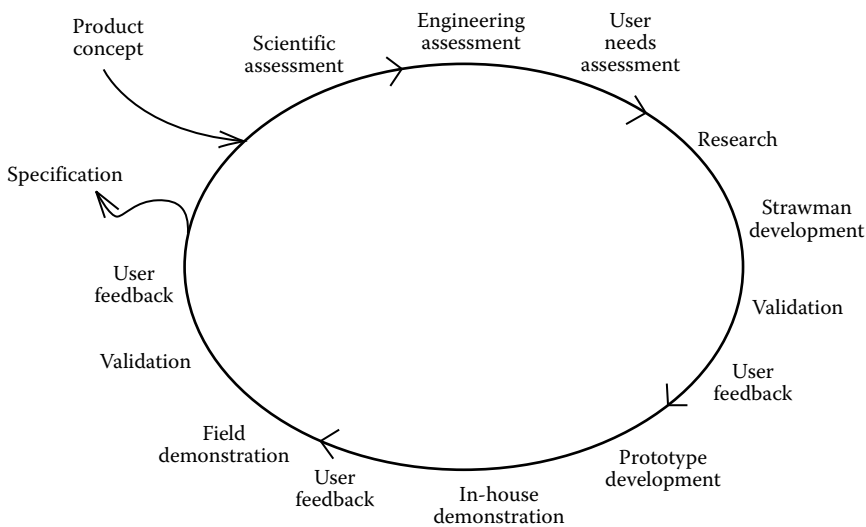 Product
concept
Scientific
assessment
Engineering
assessment
User
needs
assessment
Research
Strawman
development
Validation
User
feedback
Prototype
development
In-house
demonstration
User
feedback
Field
demonstration
Validation
User
feedback
Specification